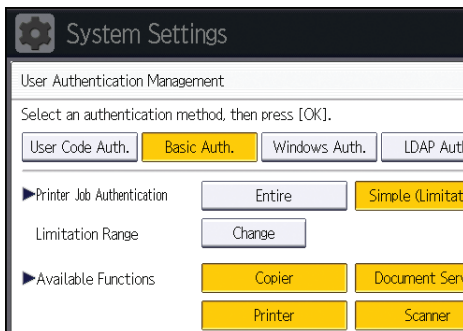 System Settings
User Authentication Management
Select an authentication method, then press [OK].
User Code Auth. Basic Auth. Windows Auth. LDAP Aut
▶Printer Job Authentication Entire Simple (Limitat
Limitation Range Change
▶Available Functions Copier Document Serv
Printer Scanner